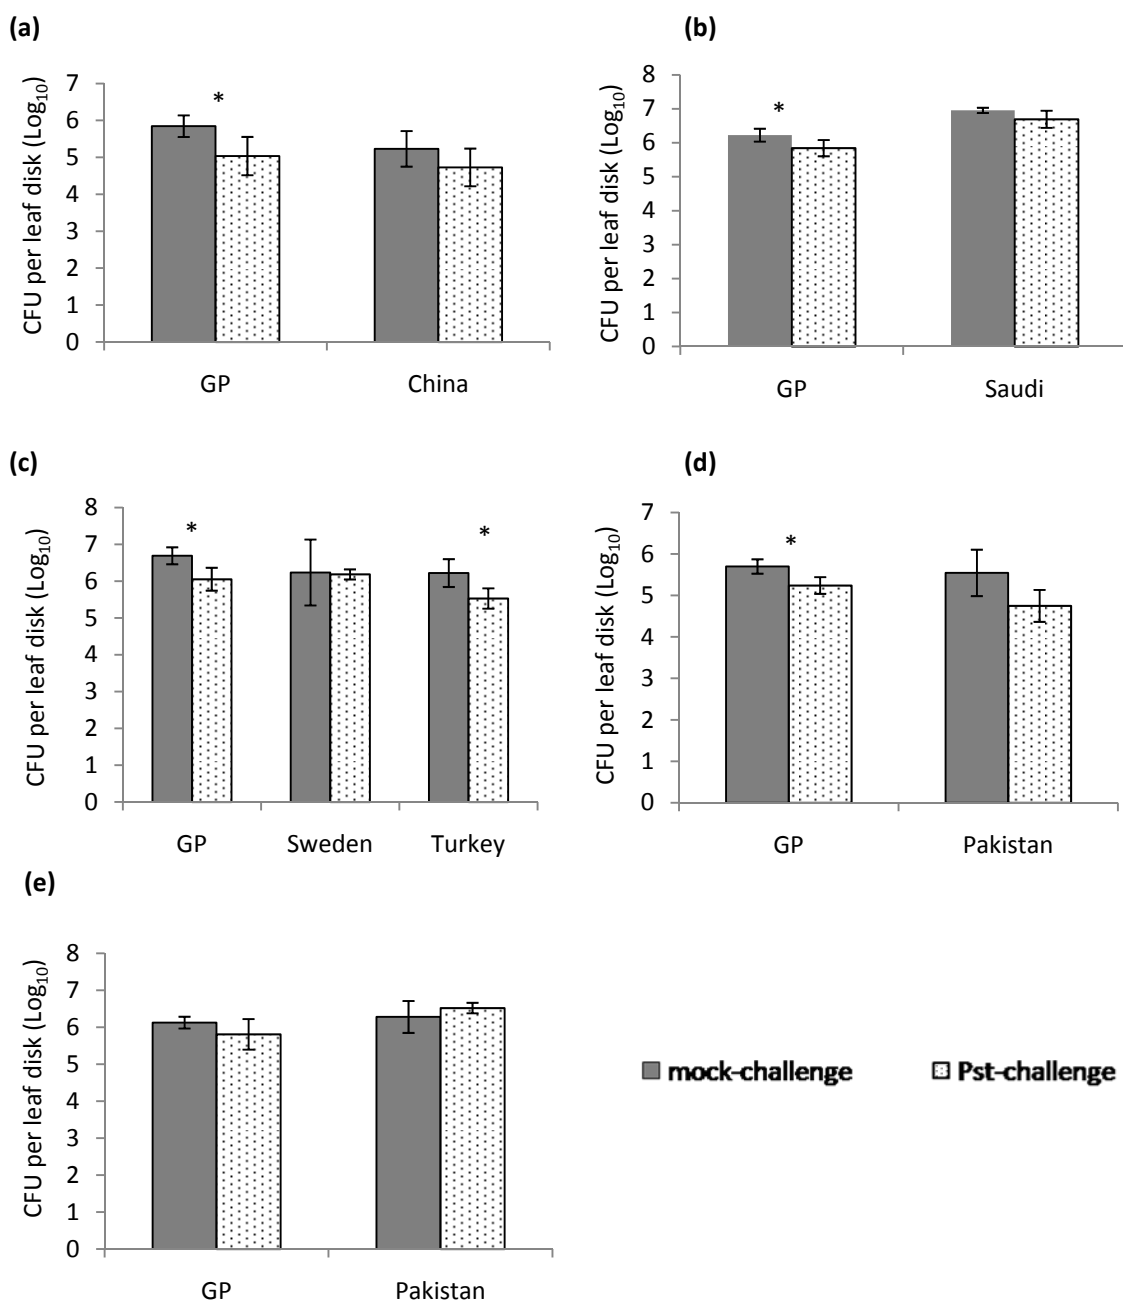 (a)
CFU per leaf disk (Log10)
7
6
5
4
3
2
1
0
*
GP China
(b)
CFU per leaf disk (Log10)
8
7
6
5
4
3
2
1
0
*
GP Saudi
(c)
CFU per leaf disk (Log10)
8
7
6
5
4
3
2
1
0
* *
GP Sweden Turkey
(d)
CFU per leaf disk (Log10)
7
6
5
4
3
2
1
0
*
GP Pakistan
(e)
CFU per leaf disk (Log10)
8
7
6
5
4
3
2
1
0
GP Pakistan
mock-challenge Pst-challenge